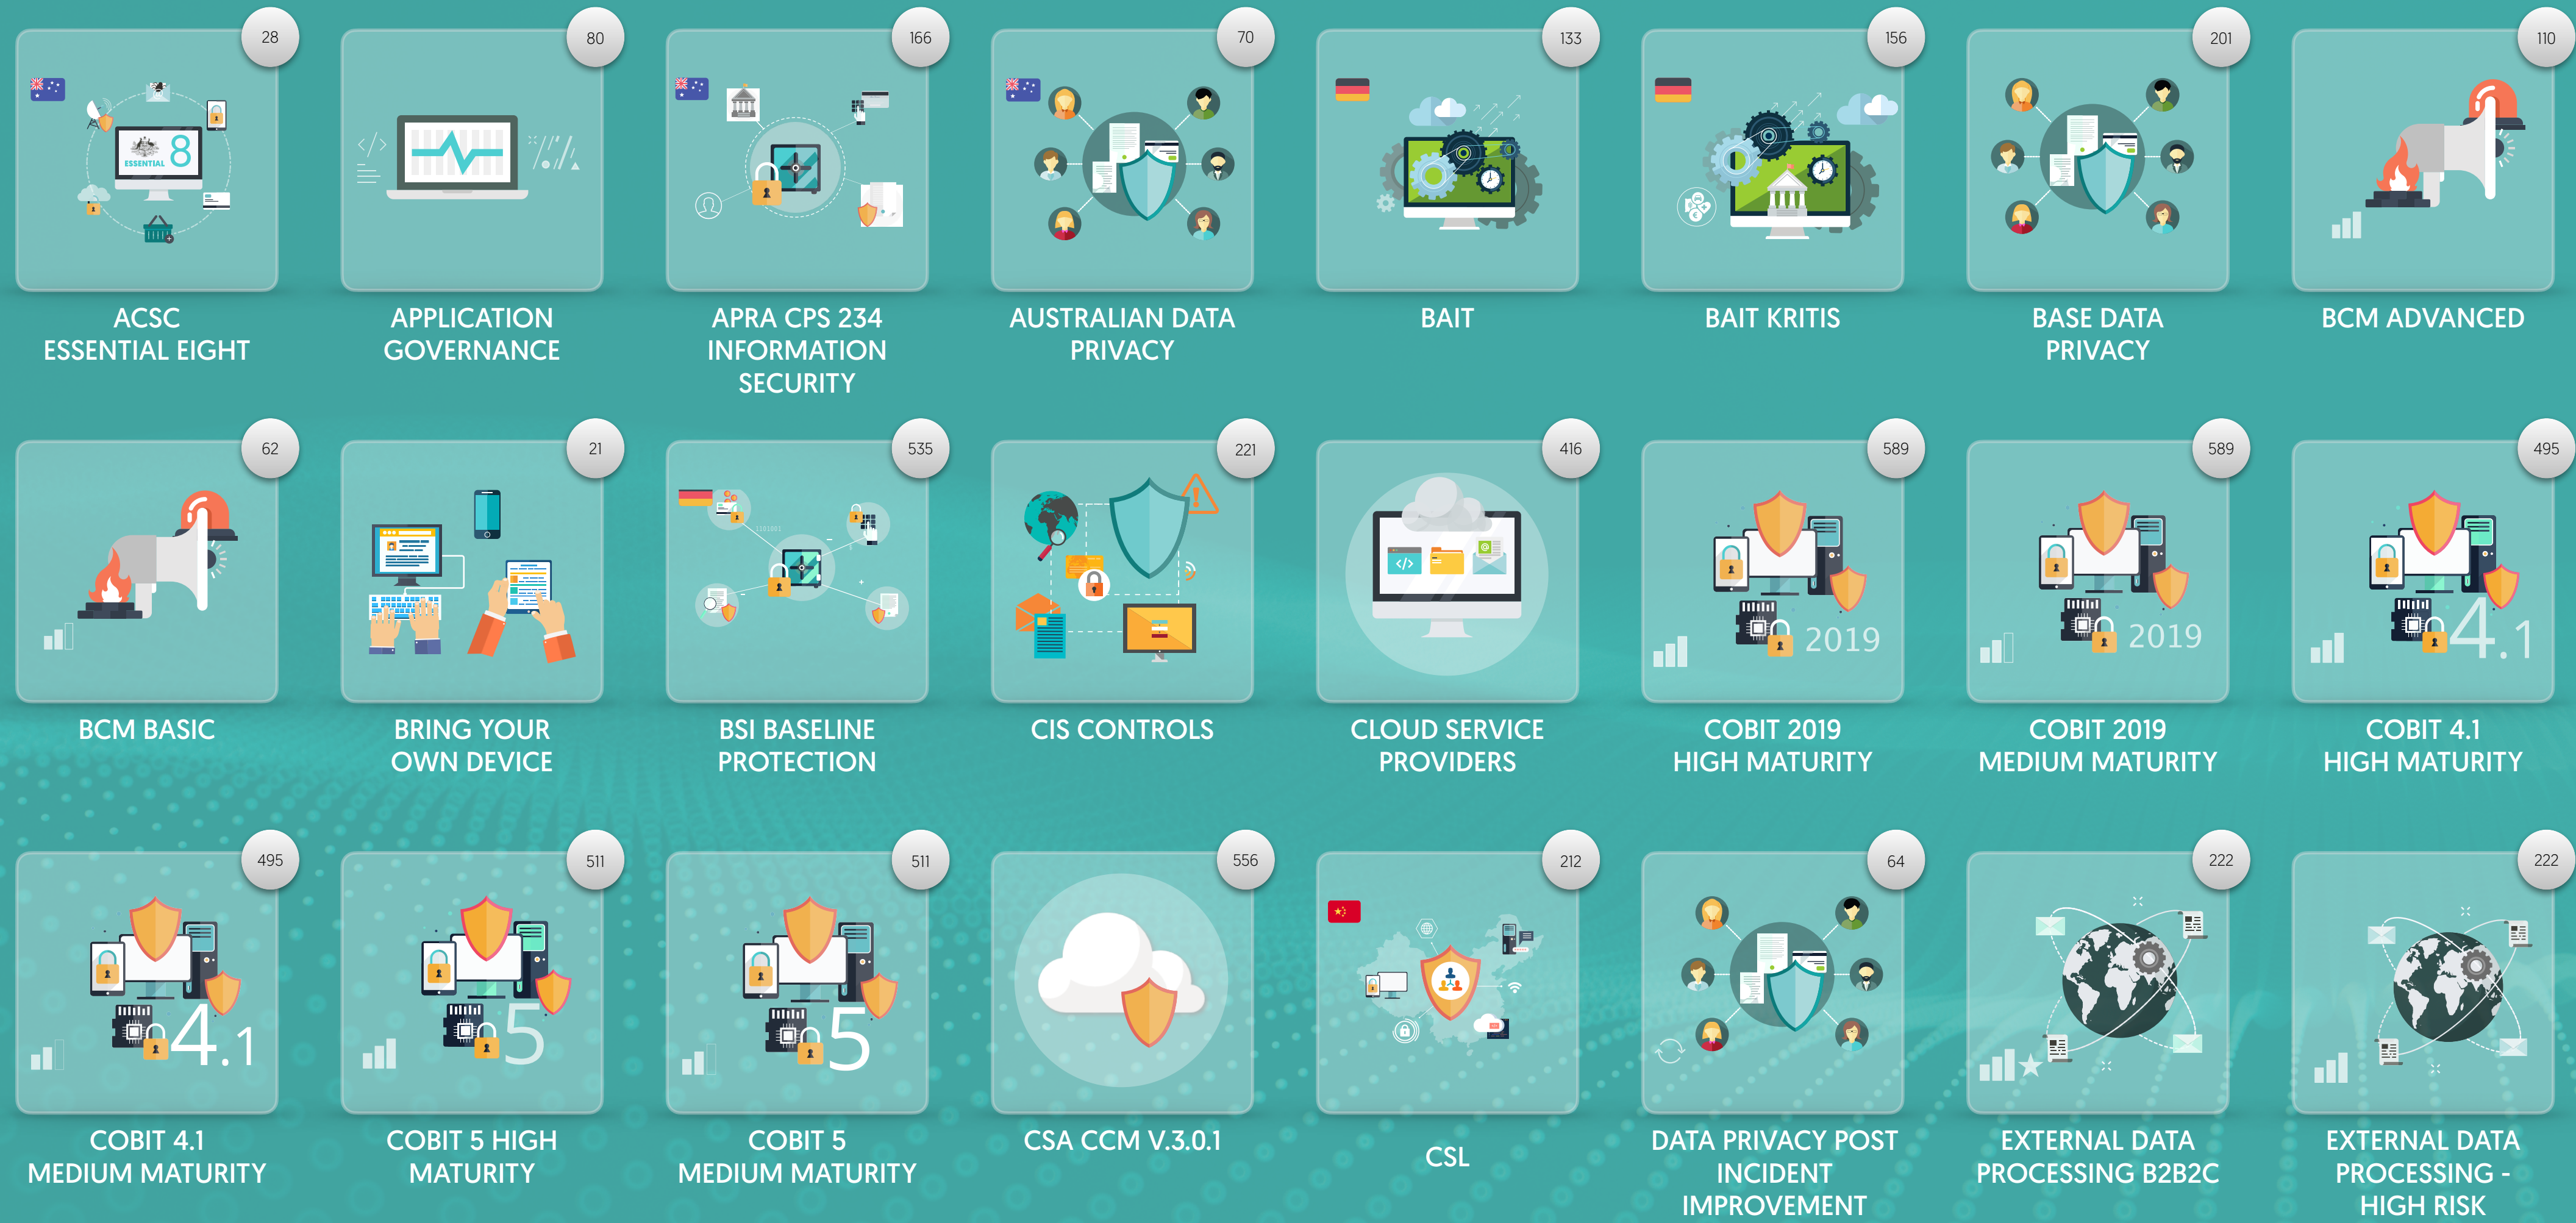 28
80
166
70
133
156
201
110
ESSENTIAL 8
ACSC
ESSENTIAL EIGHT
APPLICATION
GOVERNANCE
APRA CPS 234
INFORMATION
SECURITY
AUSTRALIAN DATA
PRIVACY
BAIT
BAIT KRITIS
BASE DATA
PRIVACY
BCM ADVANCED
62
21
535
221
416
589
589
495
1101001
</>
@
2019
2019
4.1
BCM BASIC
BRING YOUR
OWN DEVICE
BSI BASELINE
PROTECTION
CIS CONTROLS
CLOUD SERVICE
PROVIDERS
COBIT 2019
HIGH MATURITY
COBIT 2019
MEDIUM MATURITY
COBIT 4.1
HIGH MATURITY
495
511
511
556
212
64
222
222
4.1
5
5
COBIT 4.1
MEDIUM MATURITY
COBIT 5 HIGH
MATURITY
COBIT 5
MEDIUM MATURITY
CSA CCM V.3.0.1
CSL
DATA PRIVACY POST
INCIDENT
IMPROVEMENT
EXTERNAL DATA
PROCESSING B2B2C
EXTERNAL DATA
PROCESSING -
HIGH RISK